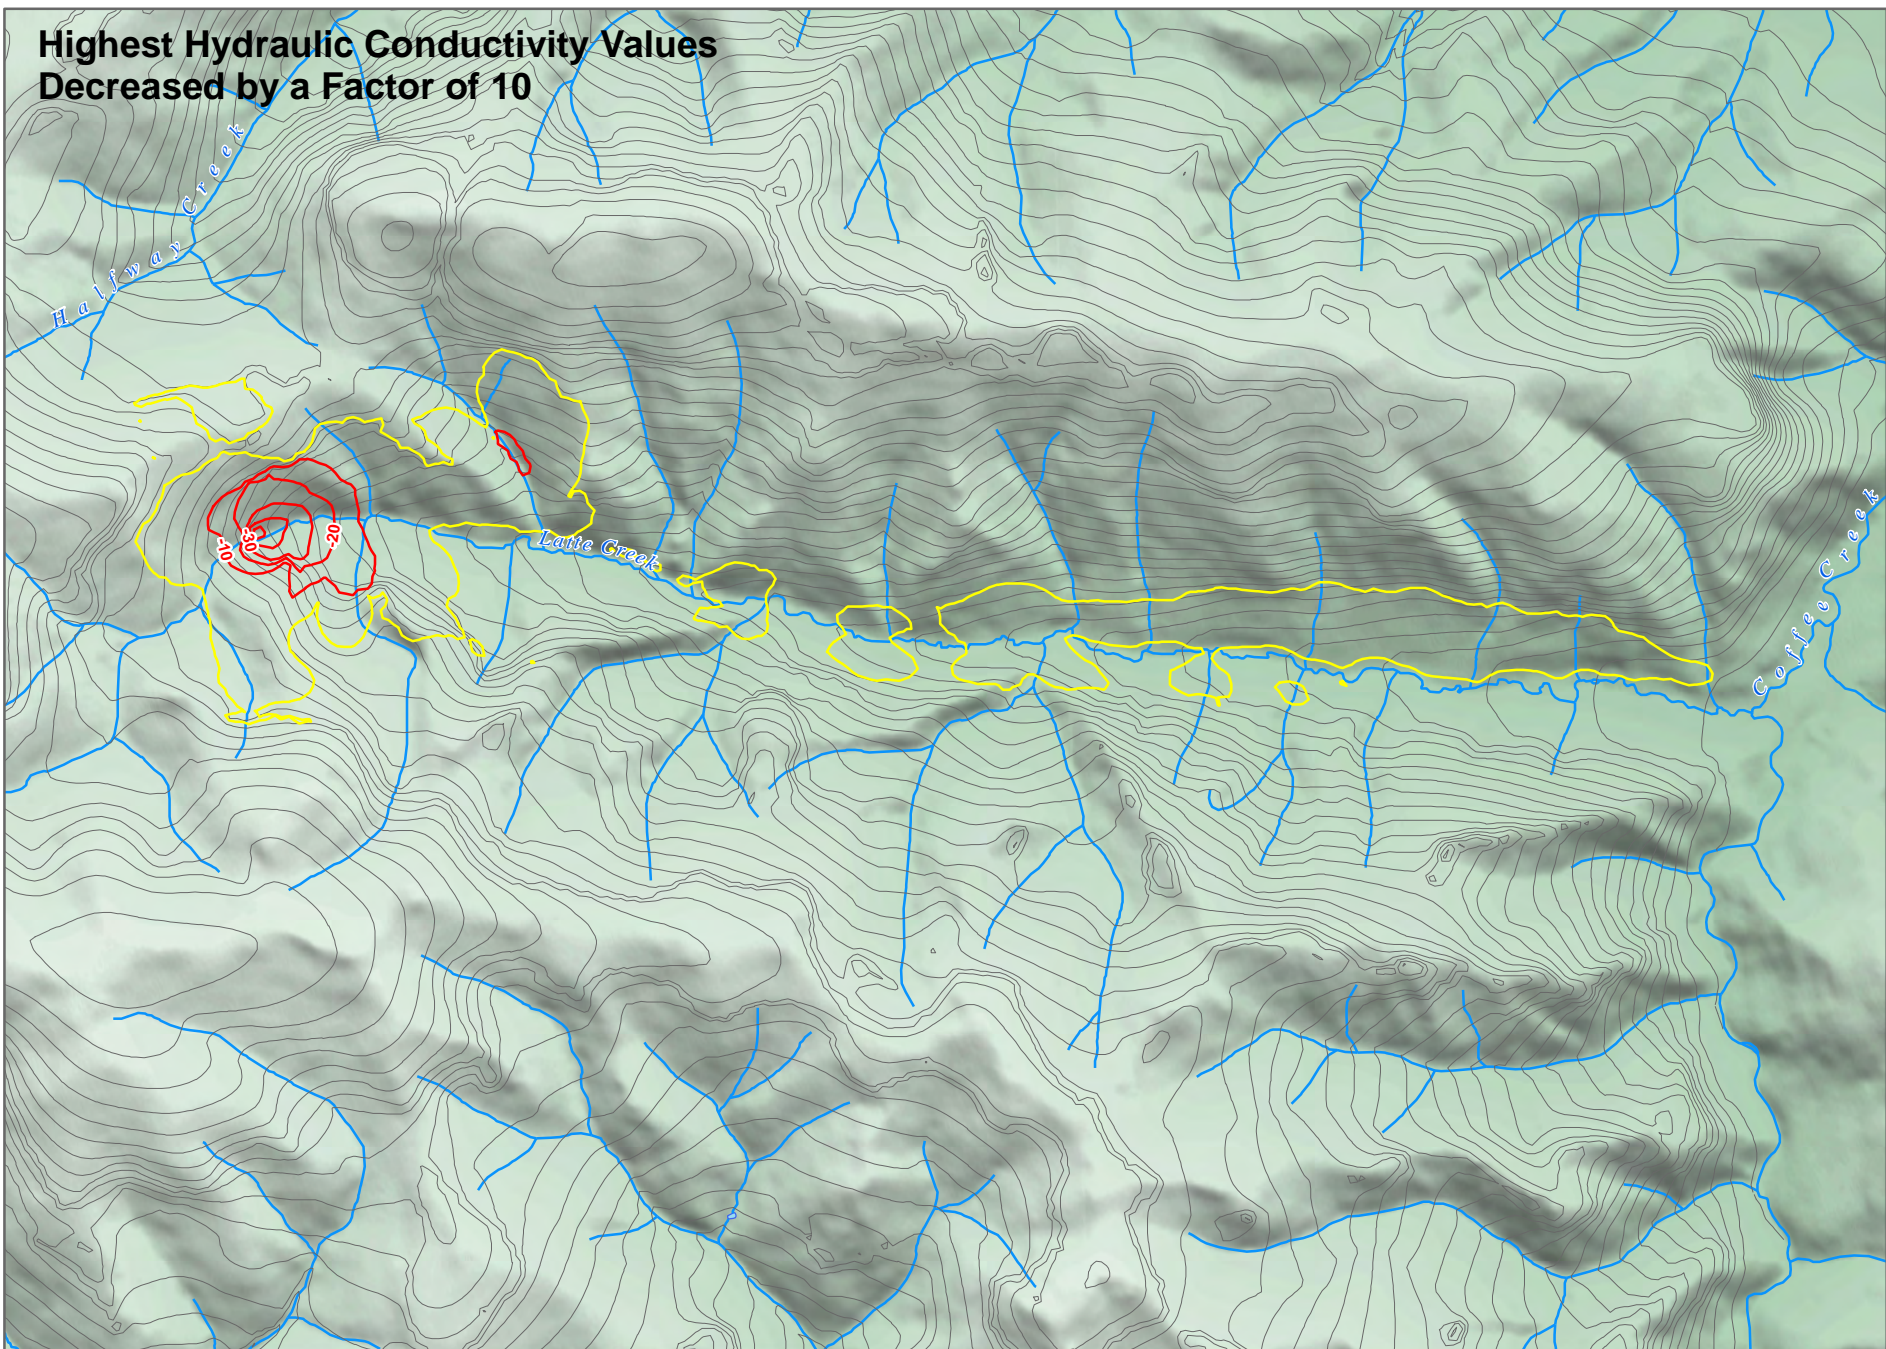 Highest Hydraulic Conductivity Values
Decreased by a Factor of 10
Halfway Creek
-10
-30
-20
Latte Creek
Coffee Creek